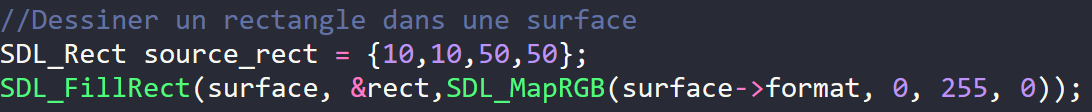 //Dessiner un rectangle dans une surface
SDL_Rect source_rect = {10,10,50,50};
SDL_FillRect(surface, &rect,SDL_MapRGB(surface->format, 0, 255, 0));